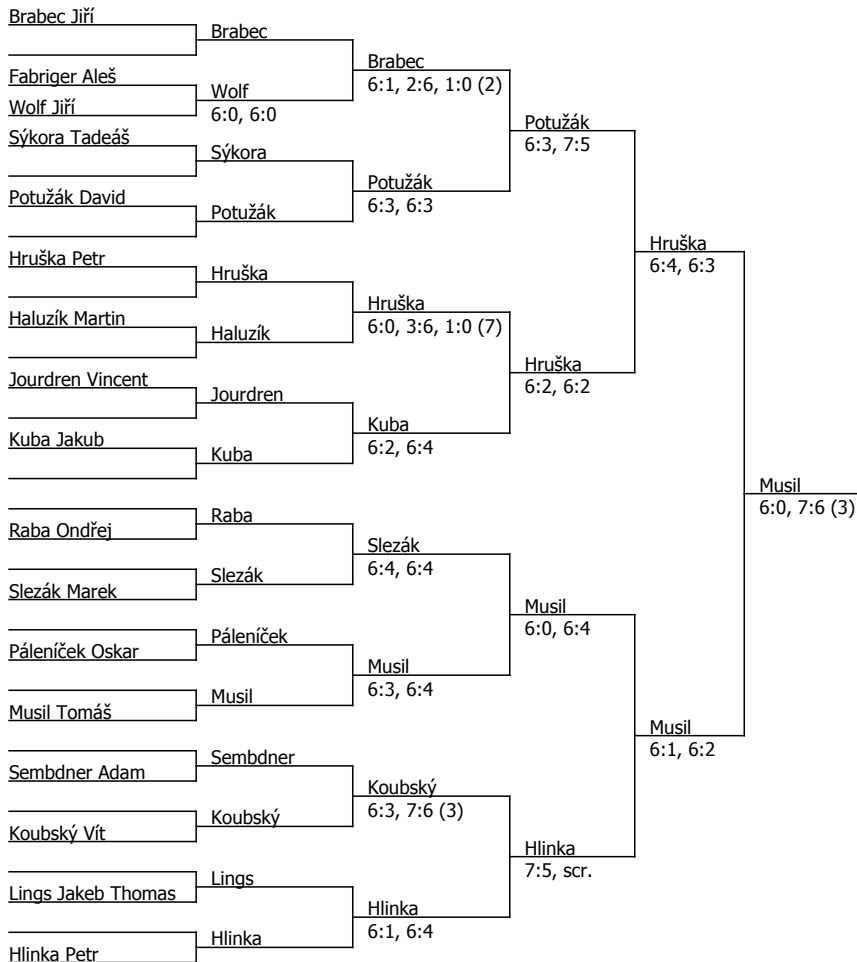 Brabec Jiří
Fabriger Aleš
Wolf Jiří
Sýkora Tadeáš
Potužák David
Hruška Petr
Haluzík Martin
Jourdren Vincent
Kuba Jakub
Raba Ondřej
Slezák Marek
Páleníček Oskar
Musil Tomáš
Sembdner Adam
Koubský Vít
Lings Jakeb Thomas
Hlinka Petr
Brabec
Wolf
6:0, 6:0
Sýkora
Potužák
Hruška
Haluzík
Jourdren
Kuba
Raba
Slezák
Páleníček
Musil
Sembdner
Koubský
Lings
Hlinka
Brabec
6:1, 2:6, 1:0 (2)
Potužák
6:3, 6:3
Hruška
6:0, 3:6, 1:0 (7)
Kuba
6:2, 6:4
Slezák
6:4, 6:4
Musil
6:3, 6:4
Koubský
6:3, 7:6 (3)
Hlinka
6:1, 6:4
Potužák
6:3, 7:5
Hruška
6:2, 6:2
Musil
6:0, 6:4
Hlinka
7:5, scr.
Hruška
6:4, 6:3
Musil
6:1, 6:2
Musil
6:0, 7:6 (3)